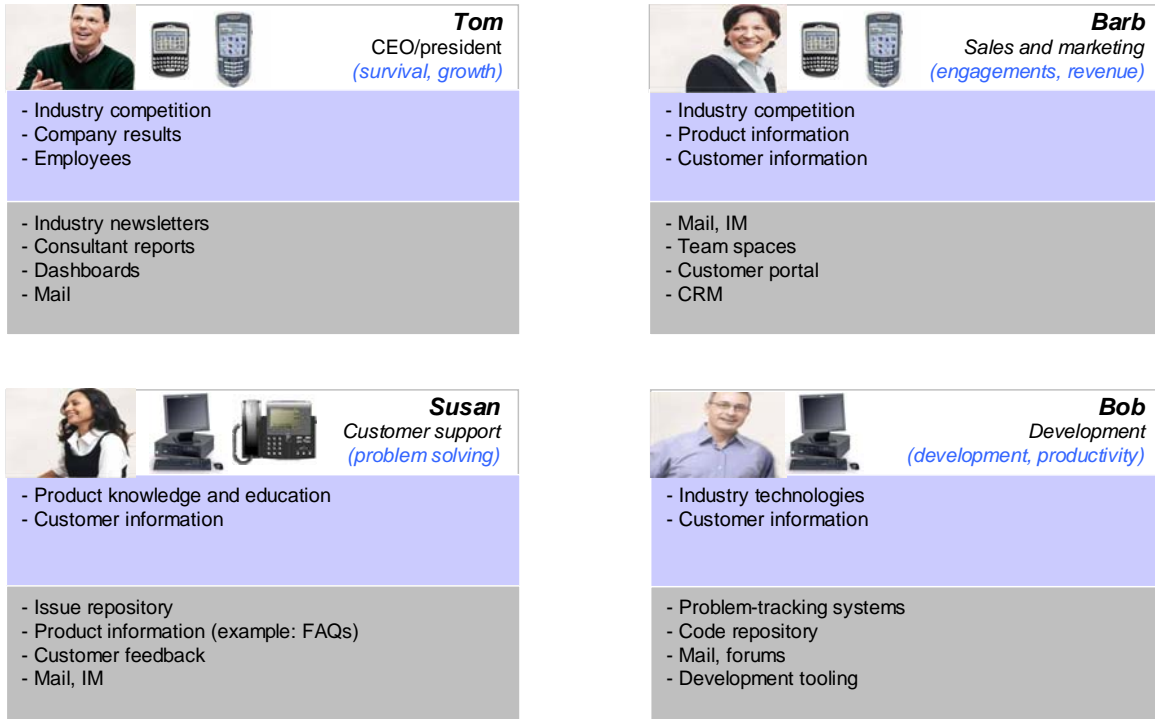 Tom
CEO/president
(survival, growth)
- Industry competition
- Company results
- Employees
- Industry newsletters
- Consultant reports
- Dashboards
- Mail
Barb
Sales and marketing
(engagements, revenue)
- Industry competition
- Product information
- Customer information
- Mail, IM
- Team spaces
- Customer portal
- CRM
Susan
Customer support
(problem solving)
- Product knowledge and education
- Customer information
- Issue repository
- Product information (example: FAQs)
- Customer feedback
- Mail, IM
Bob
Development
(development, productivity)
- Industry technologies
- Customer information
- Problem-tracking systems
- Code repository
- Mail, forums
- Development tooling